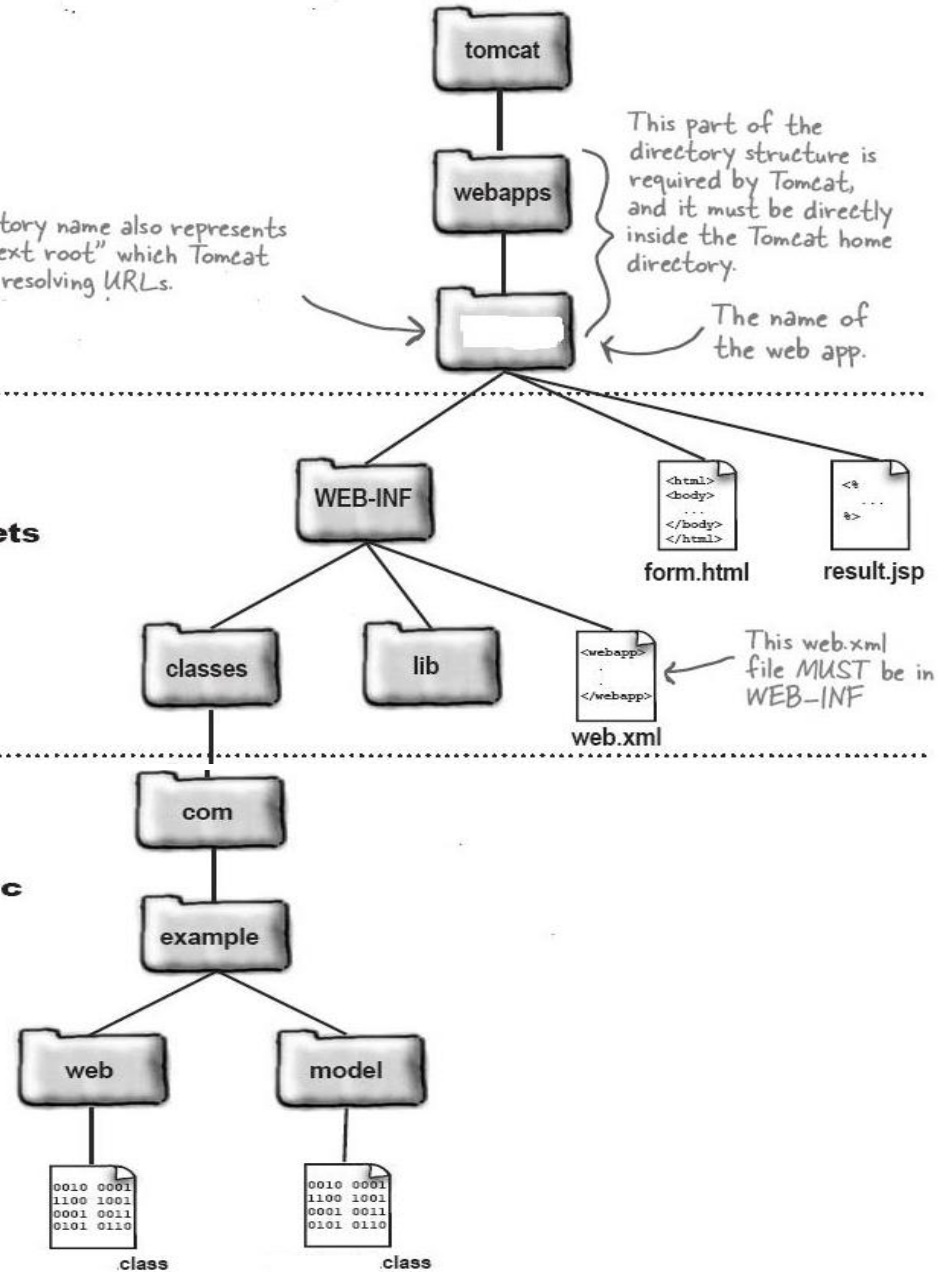 tomcat
This part of the
directory structure is
required by Tomcat,
and it must be directly
inside the Tomcat home
directory.
webapps
tory name also represents
ext root" which Tomcat
resolving URLs.
The name of
the web app.
WEB-INF
<html>
<body>
...
</body>
</html>
form.html
<%
...
%>
result.jsp
ets
classes
lib
<webapp>
.
.
</webapp>
web.xml
This web.xml
file MUST be in
WEB-INF
com
c
example
web
model
0010 0001
1100 1001
0001 0011
0101 0110
.class
0010 0001
1100 1001
0001 0011
0101 0110
.class